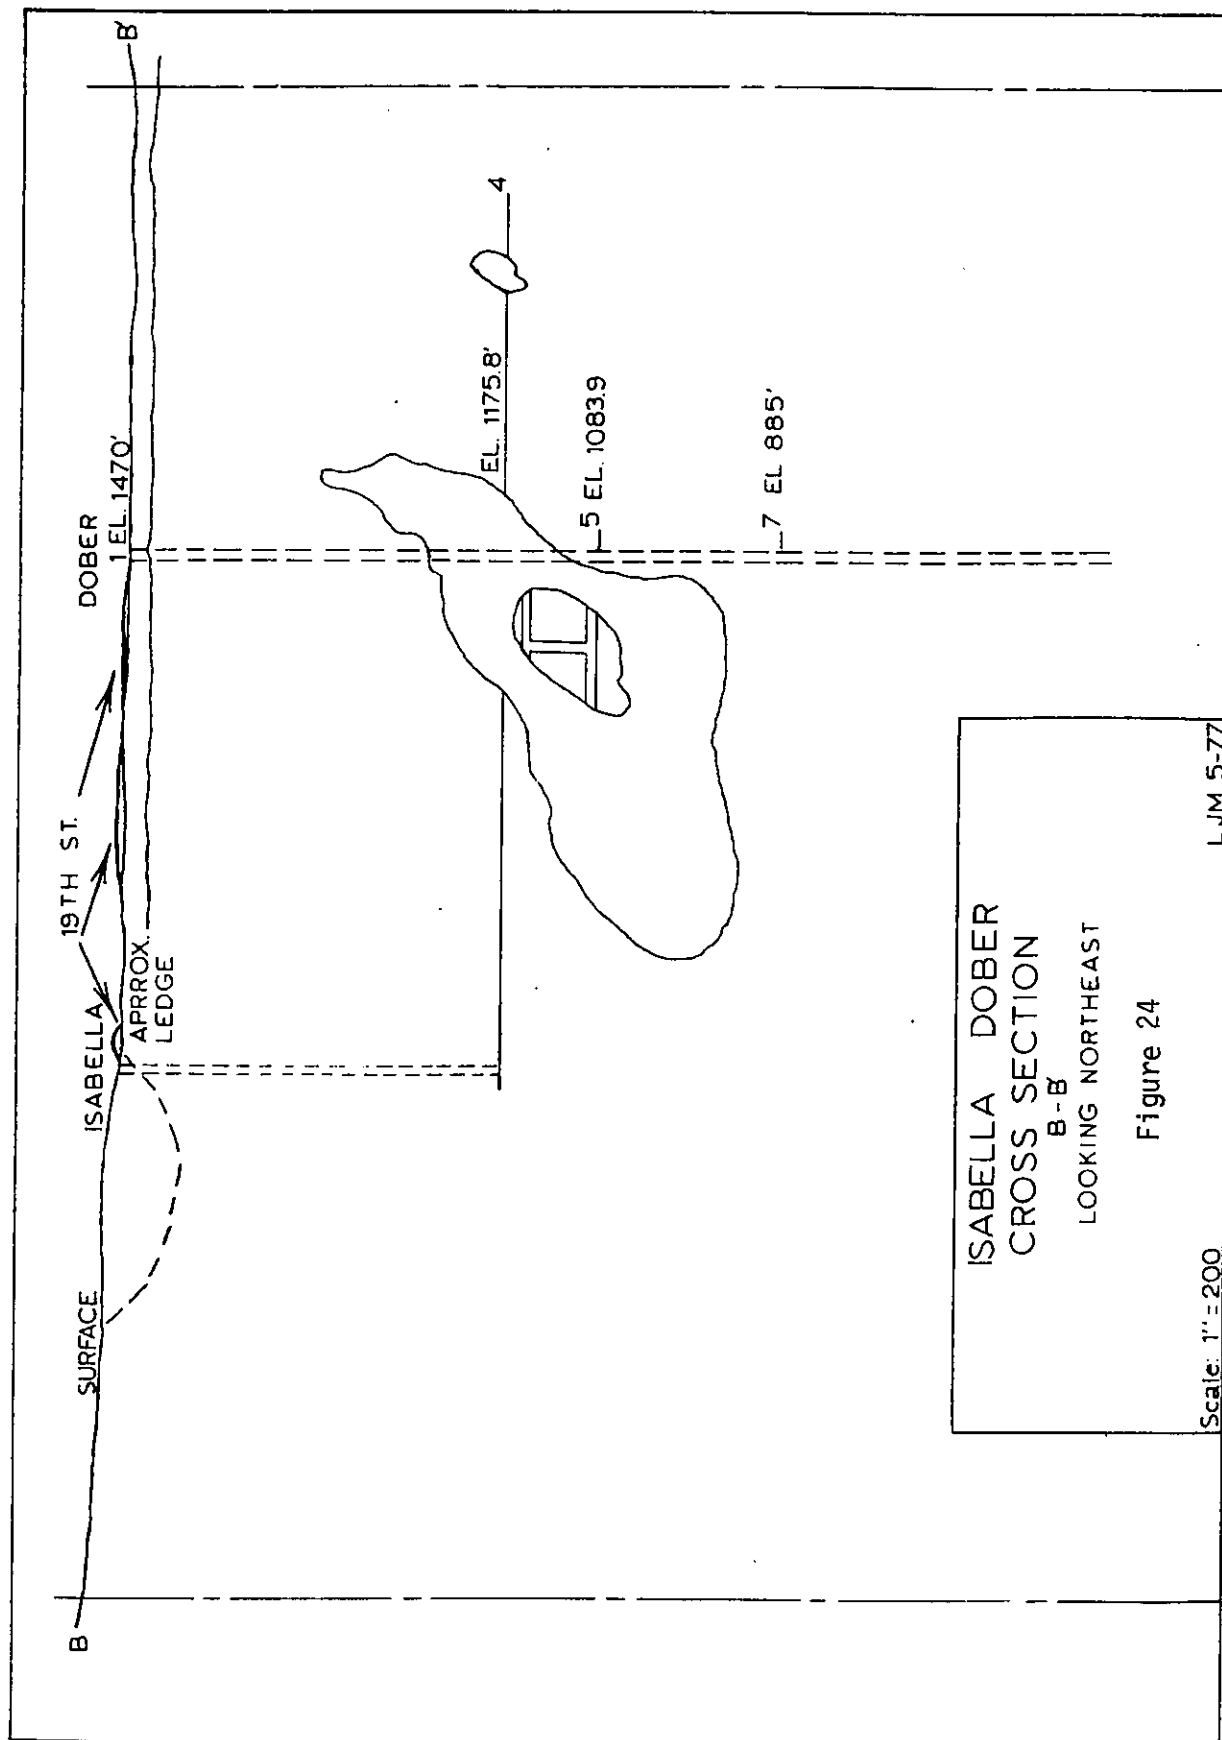 B
B'
SURFACE
ISABELLA
19TH ST.
DOBER
1 EL. 1470'
APRROX.
LEDGE
EL. 1175.8'
4
5 EL. 1083.9
7 EL 885'
ISABELLA DOBER
CROSS SECTION
B-B'
LOOKING NORTHEAST
Figure 24
Scale: 1"=200
LJM 5-77